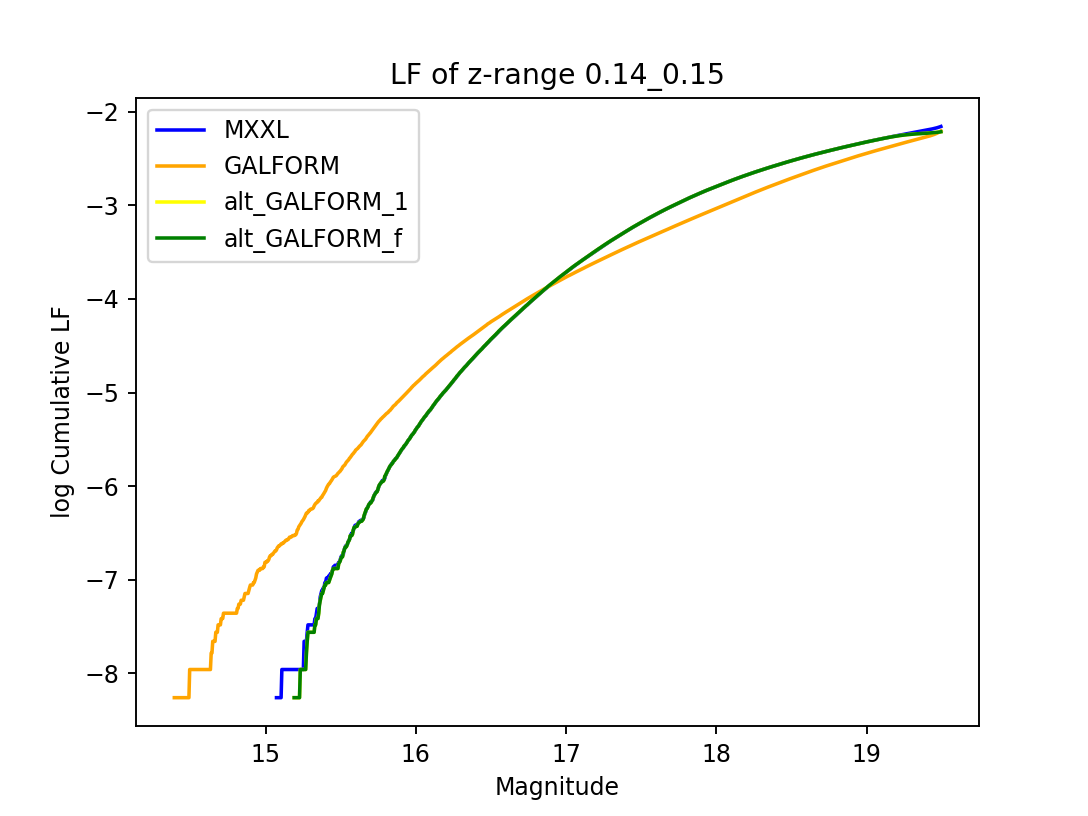 LF of z-range 0.14_0.15
MXXL
GALFORM
alt_GALFORM_1
alt_GALFORM_f
log Cumulative LF
−2
−3
−4
−5
−6
−7
−8
15 16 17 18 19
Magnitude